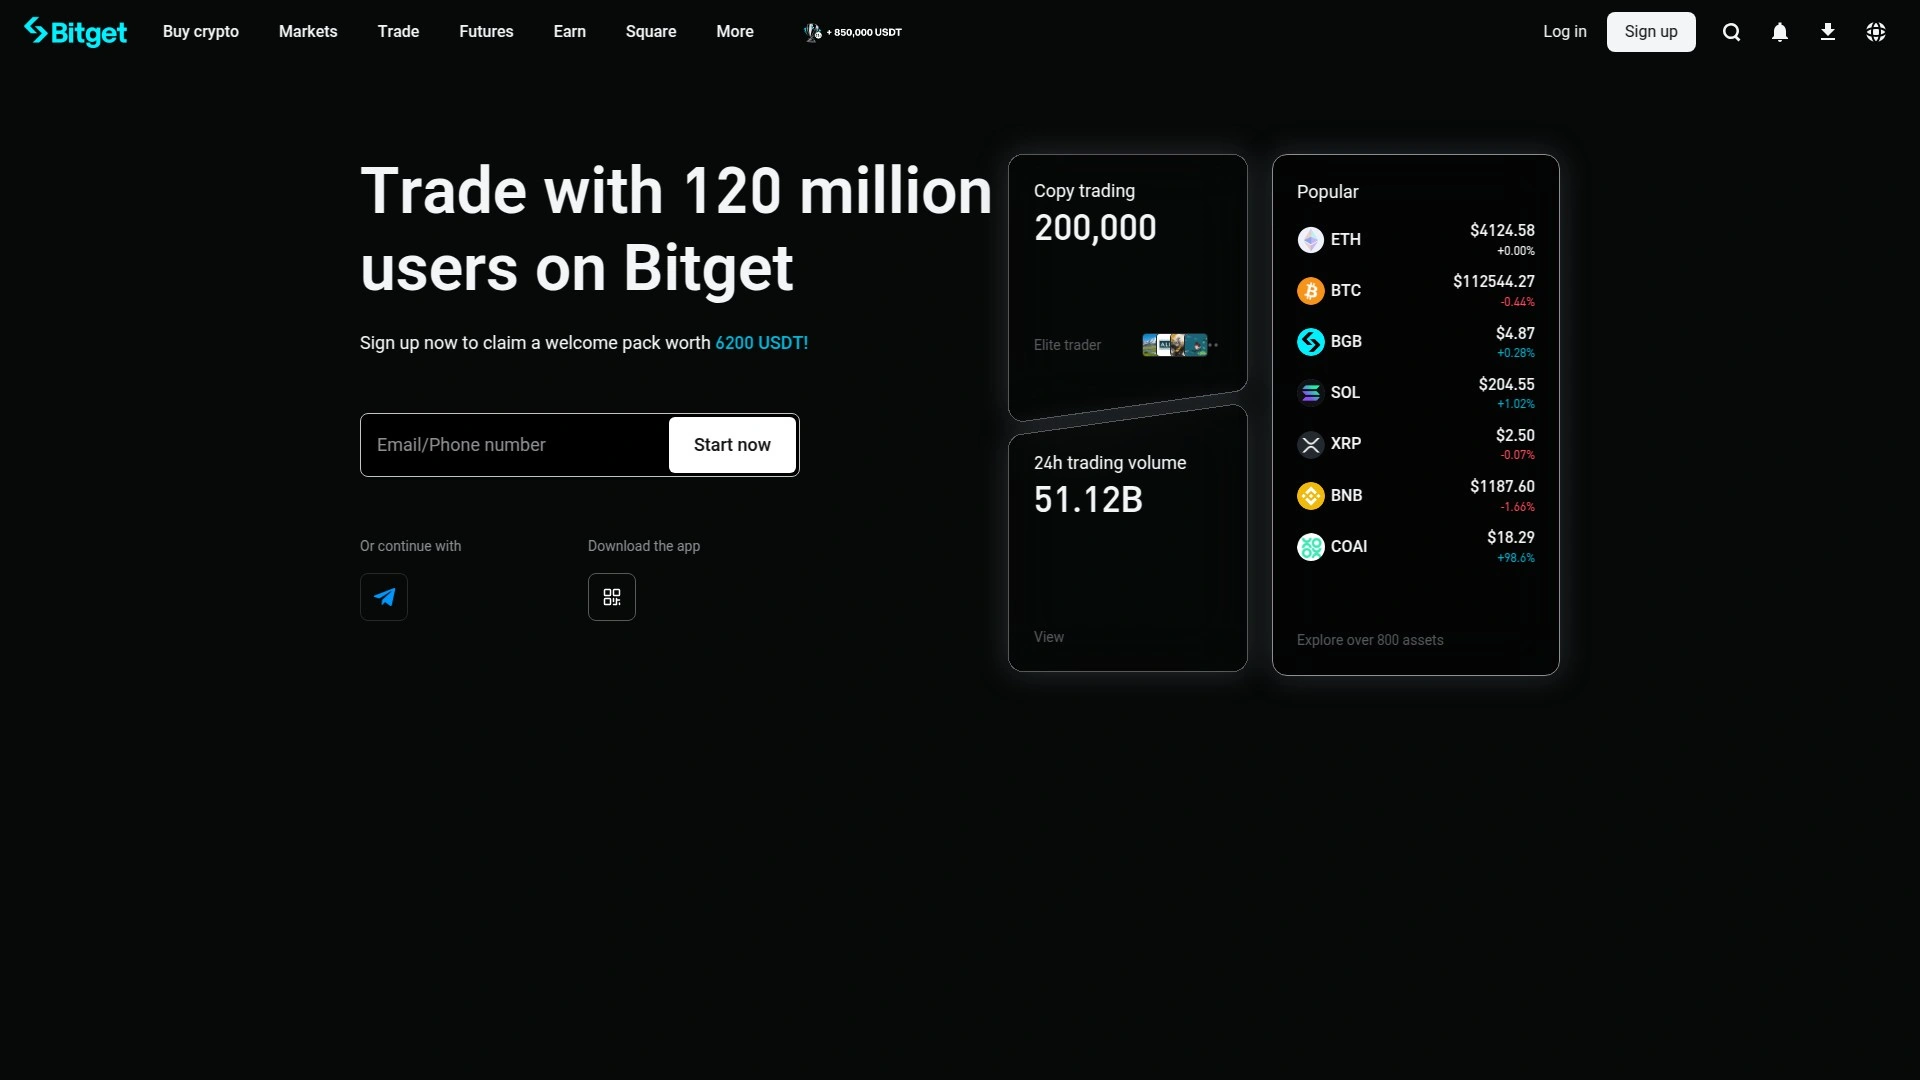 Bitget
Buy crypto
Markets
Trade
Futures
Earn
Square
More
+ 850,000 USDT
Log in
Sign up
Trade with 120 million
users on Bitget
Sign up now to claim a welcome pack worth 6200 USDT!
Email/Phone number
Start now
Or continue with
Download the app
Copy trading
200,000
Elite trader
24h trading volume
51.12B
View
Popular
ETH
$4124.58
+0.00%
BTC
$112544.27
-0.44%
BGB
$4.87
+0.28%
SOL
$204.55
+1.02%
XRP
$2.50
-0.07%
BNB
$1187.60
-1.66%
COAI
$18.29
+98.6%
Explore over 800 assets